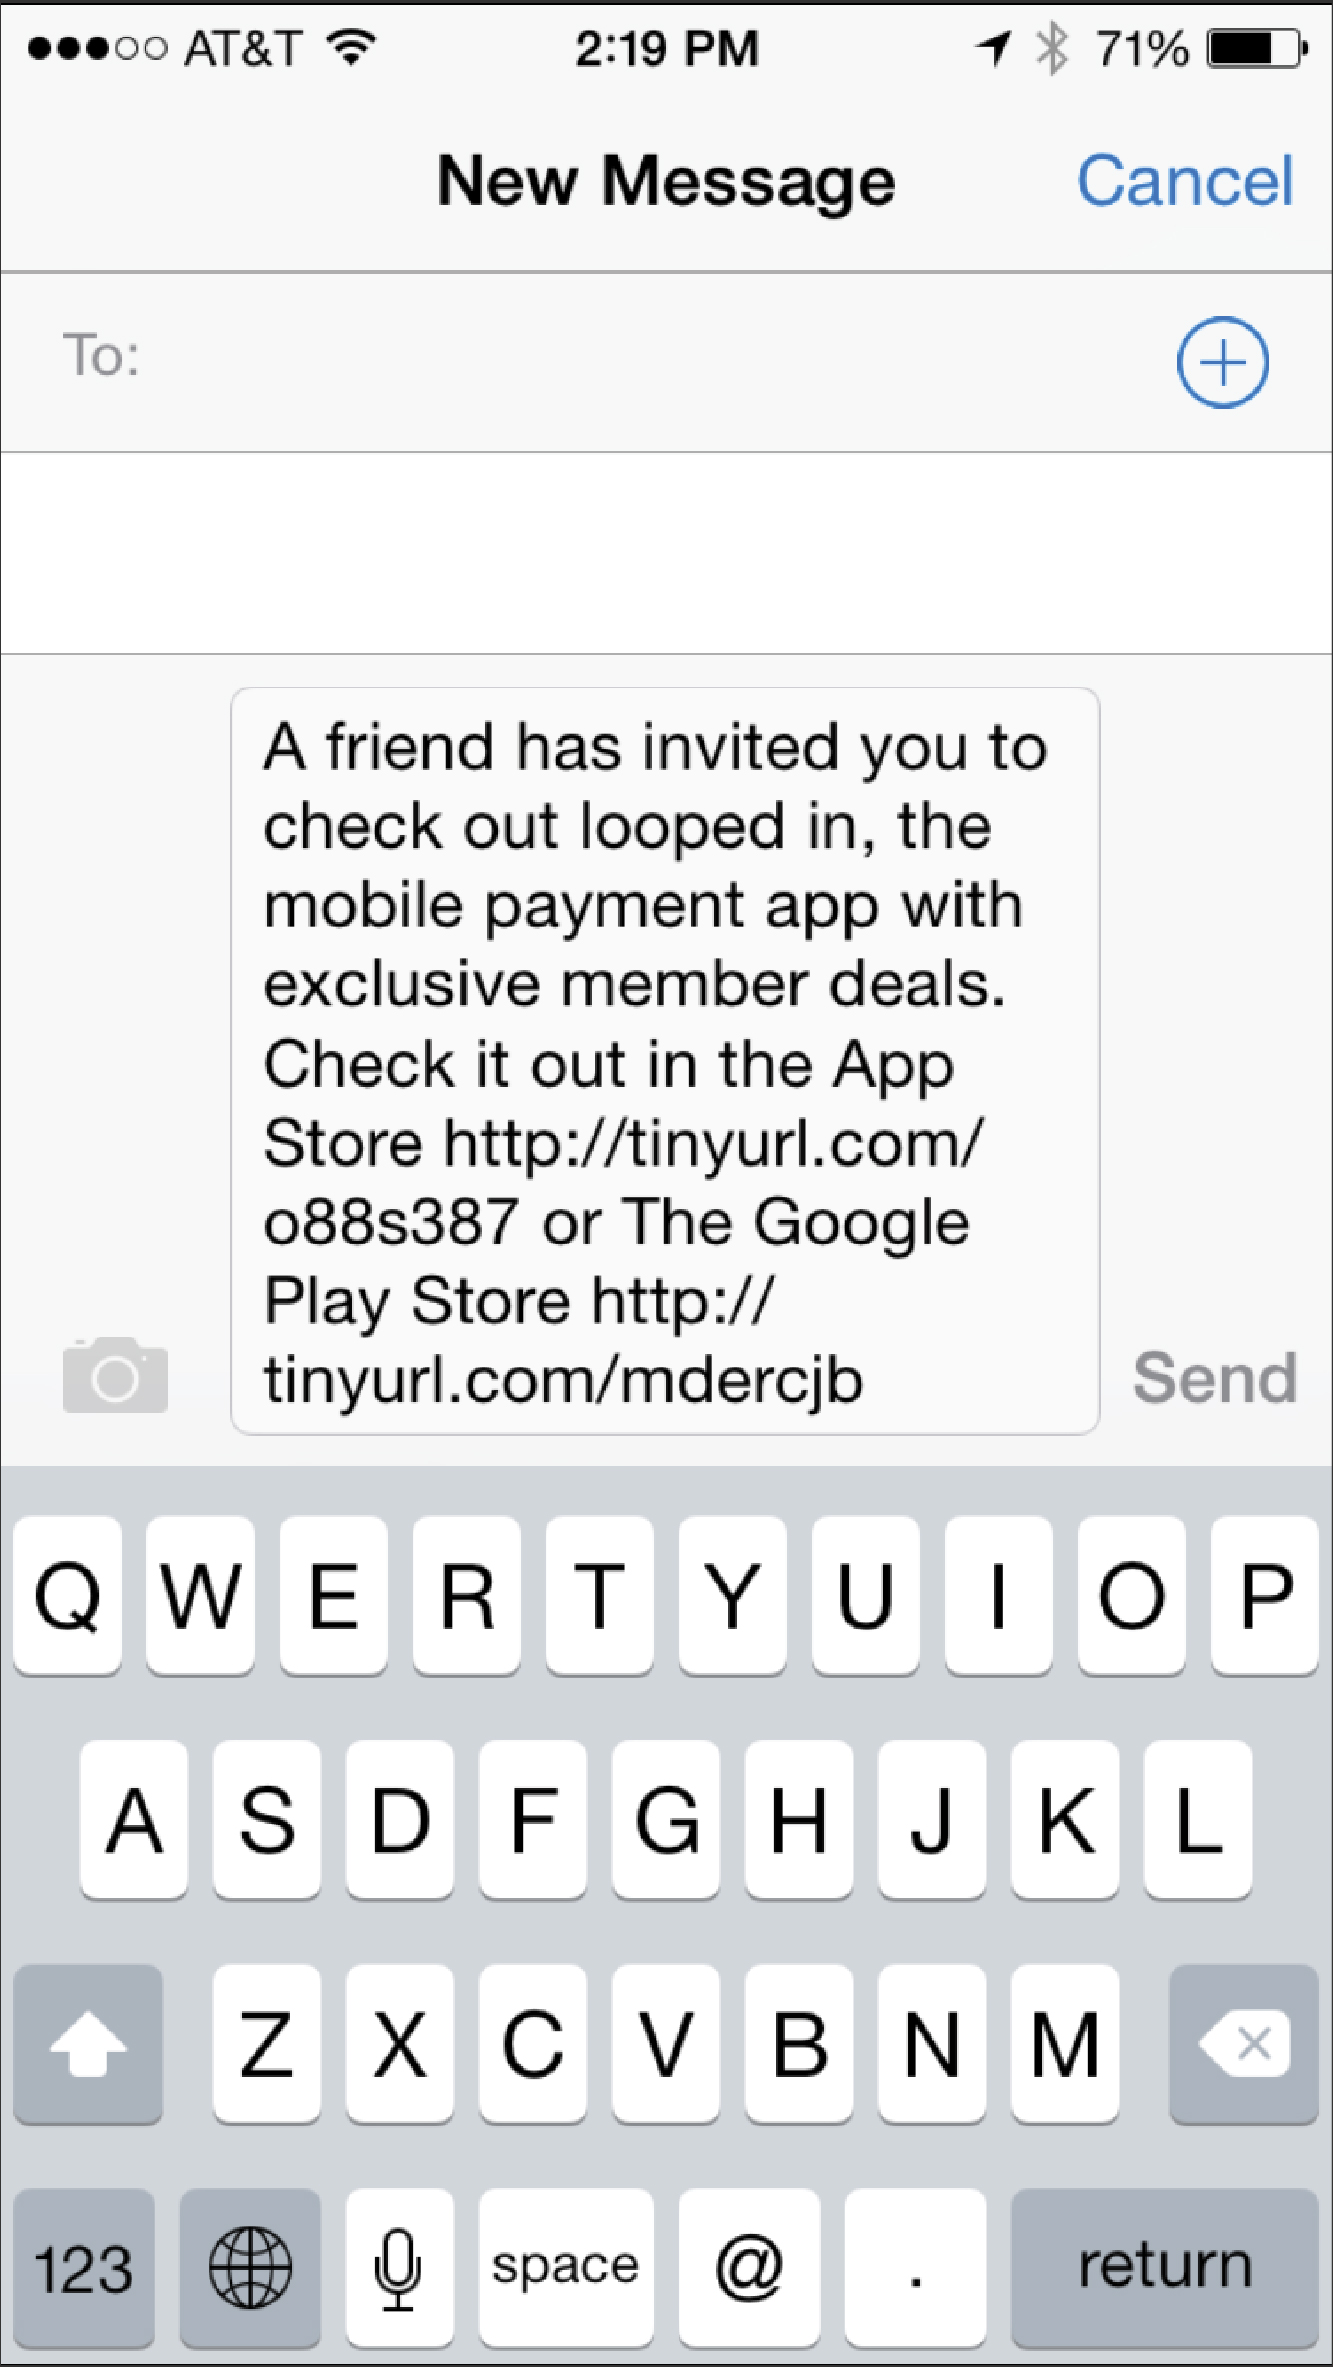 AT&T 2:19 PM 71%
New Message Cancel
To:
A friend has invited you to
check out looped in, the
mobile payment app with
exclusive member deals.
Check it out in the App
Store http://tinyurl.com/
o88s387 or The Google
Play Store http://
tinyurl.com/mdercjb
Send
Q W E R T Y U I O P
A S D F G H J K L
Z X C V B N M
123 space @ . return